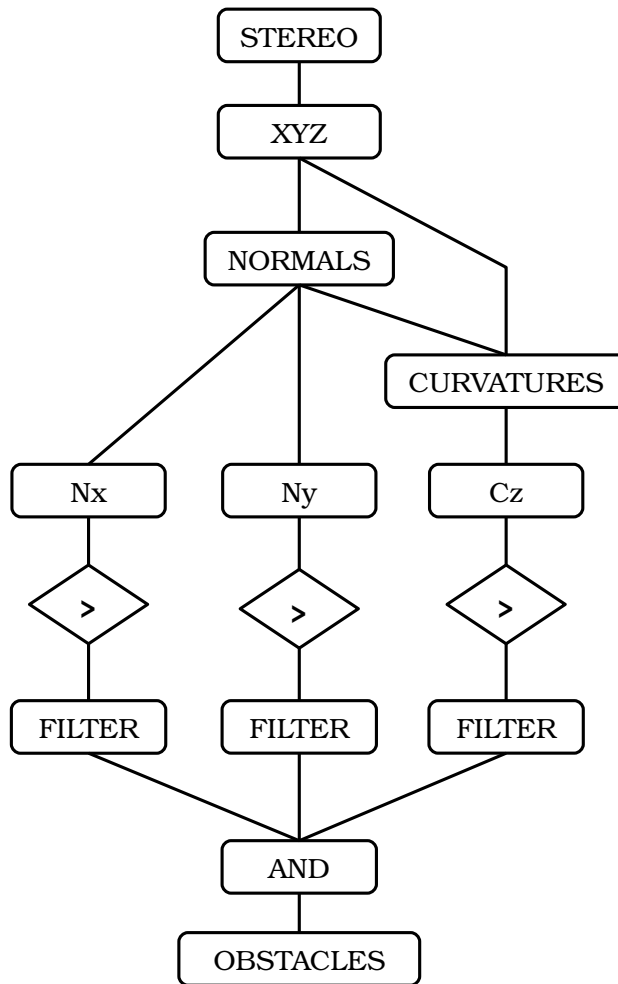 STEREO
XYZ
NORMALS
CURVATURES
Nx Ny Cz
> > >
FILTER FILTER FILTER
AND
OBSTACLES